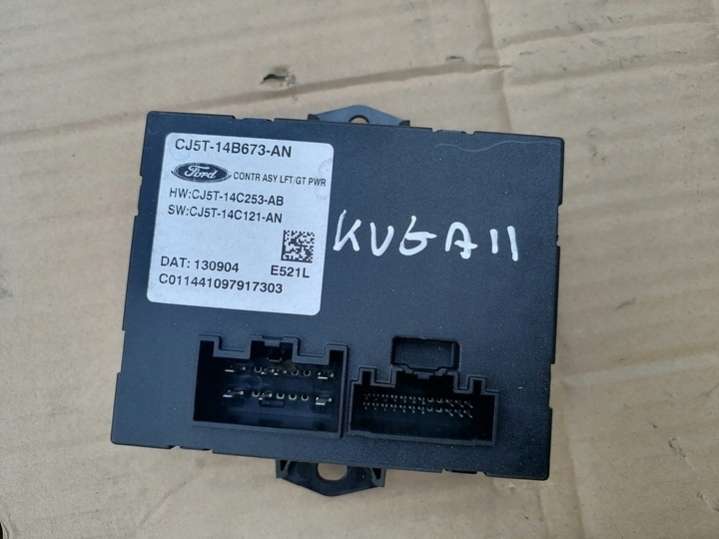 CJ5T-14B673-AN
Ford CONTR ASY LFT/GT PWR
HW:CJ5T-14C253-AB
SW:CJ5T-14C121-AN
DAT: 130904 E521L
C011441097917303
KUGA II